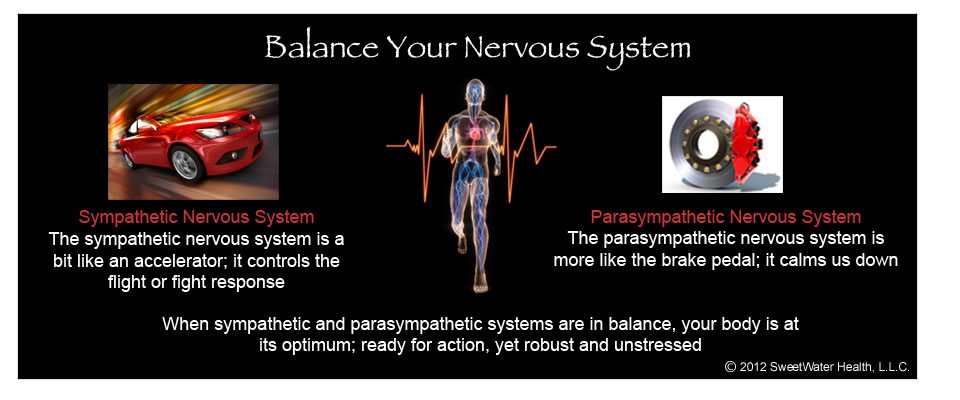 Balance Your Nervous System
Sympathetic Nervous System
The sympathetic nervous system is a
bit like an accelerator; it controls the
flight or fight response
Parasympathetic Nervous System
The parasympathetic nervous system is
more like the brake pedal; it calms us down
When sympathetic and parasympathetic systems are in balance, your body is at
its optimum; ready for action, yet robust and unstressed
© 2012 SweetWater Health, L.L.C.